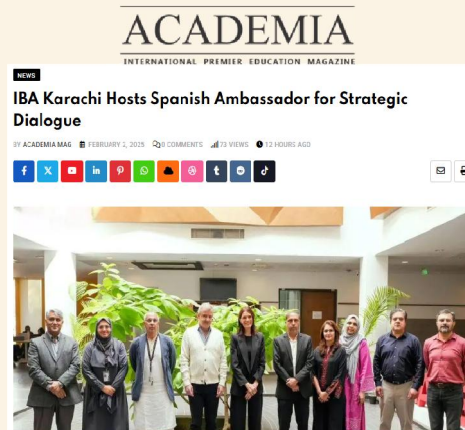 ACADEMIA
INTERNATIONAL PREMIER EDUCATION MAGAZINE
NEWS
IBA Karachi Hosts Spanish Ambassador for Strategic
Dialogue
BY ACADEMIA MAG FEBRUARY 2, 2025 0 COMMENTS 73 VIEWS 12 HOURS AGO